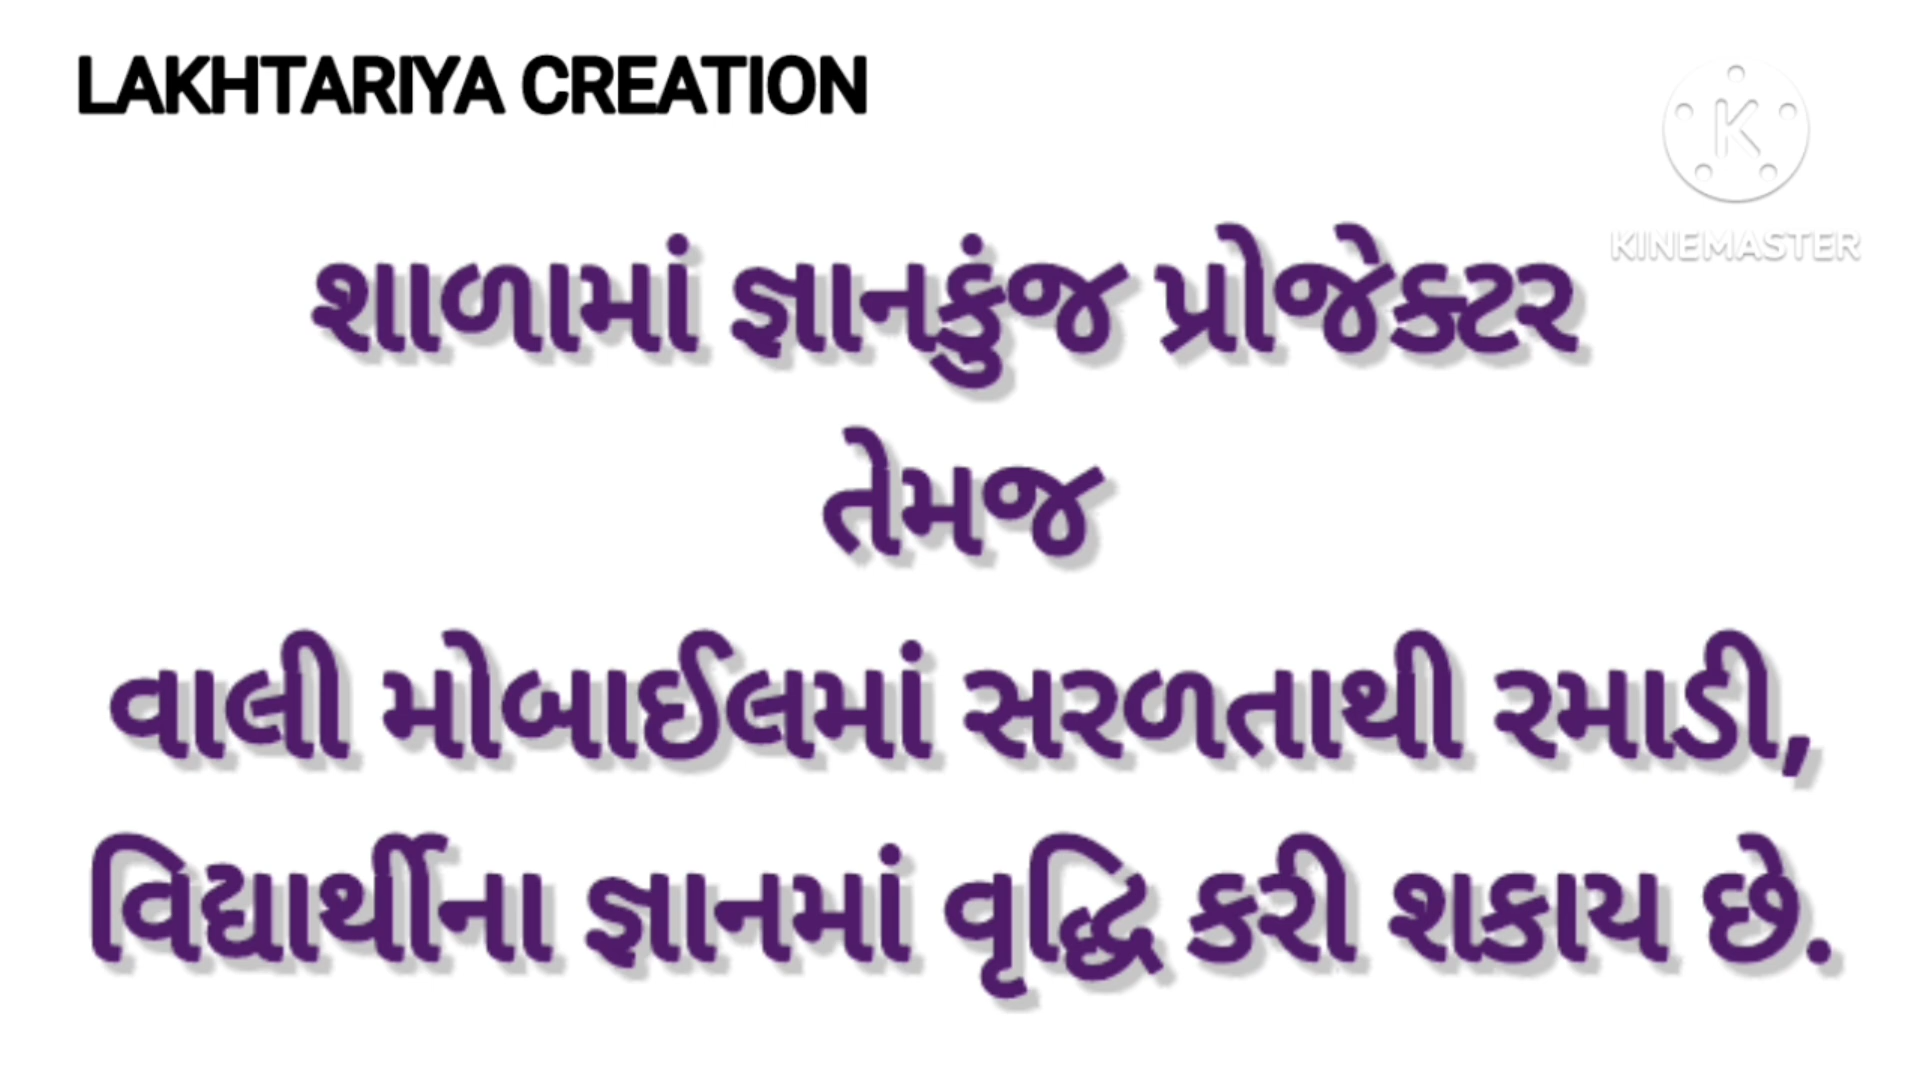 LAKHTARIYA CREATION
K
KINEMASTER
શાળામાં જ્ઞાનકુંજ પ્રોજેક્ટર
તેમજ
વાલી મોબાઈલમાં સરળતાથી રમાડી,
વિદ્યાર્થીના જ્ઞાનમાં વૃદ્ધિ કરી શકાય છે.